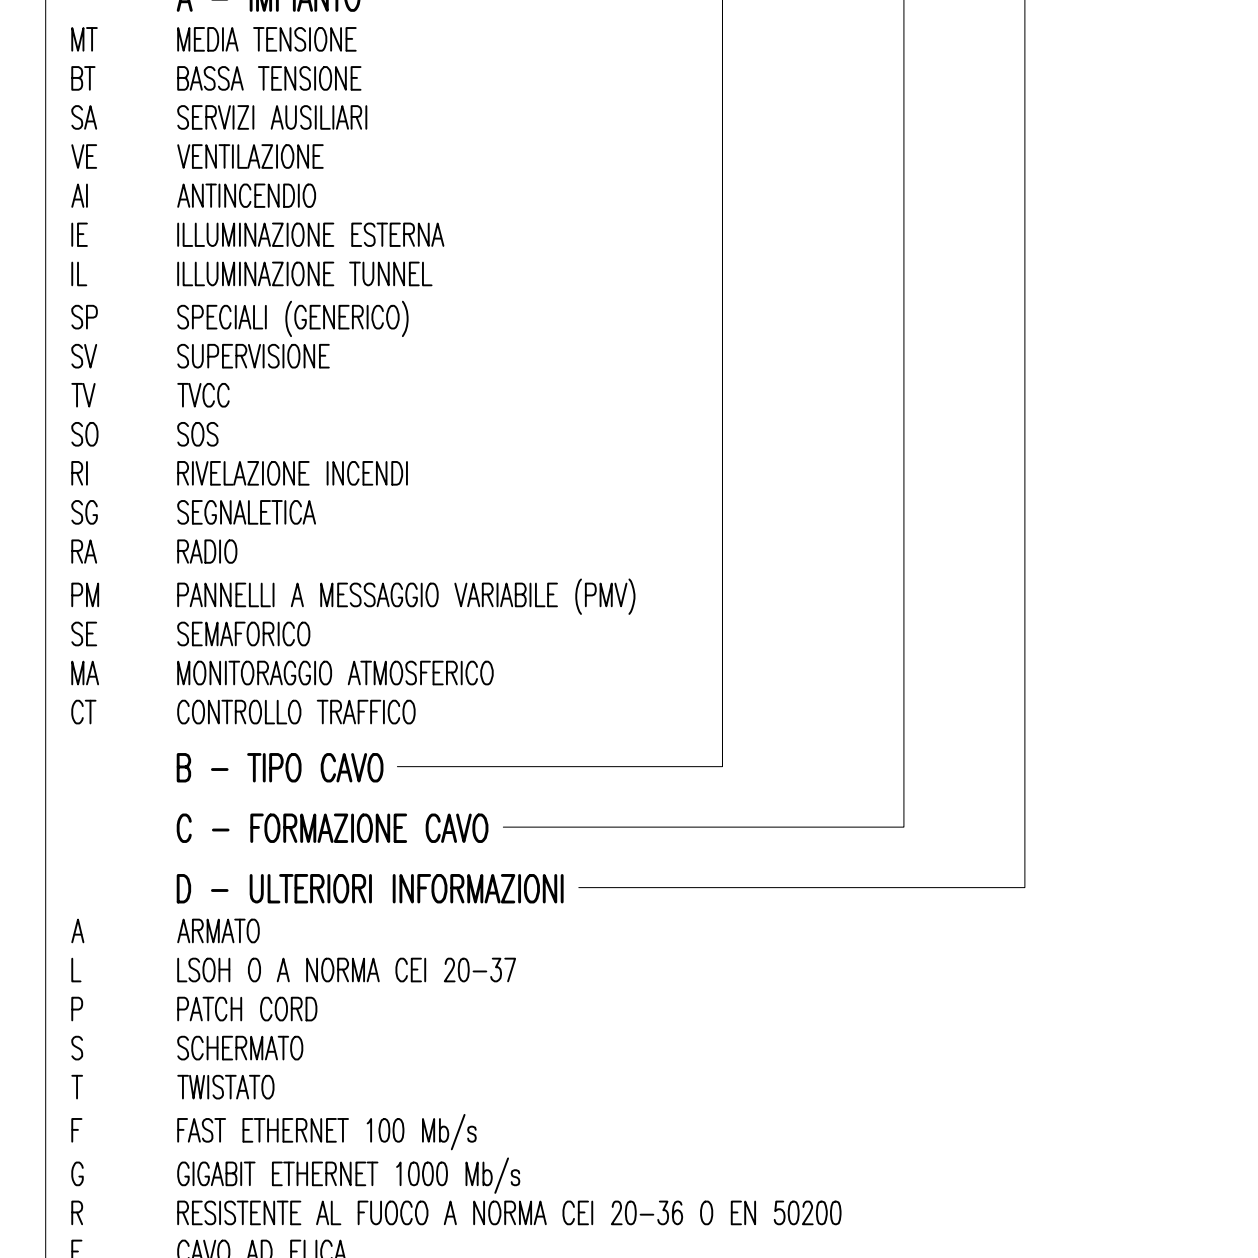 A – IMPIANTO
MT MEDIA TENSIONE
BT BASSA TENSIONE
SA SERVIZI AUSILIARI
VE VENTILAZIONE
AI ANTINCENDIO
IE ILLUMINAZIONE ESTERNA
IL ILLUMINAZIONE TUNNEL
SP SPECIALI (GENERICO)
SV SUPERVISIONE
TV TVCC
SO SOS
RI RIVELAZIONE INCENDI
SG SEGNALETICA
RA RADIO
PM PANNELLI A MESSAGGIO VARIABILE (PMV)
SE SEMAFORICO
MA MONITORAGGIO ATMOSFERICO
CT CONTROLLO TRAFFICO
B – TIPO CAVO
C – FORMAZIONE CAVO
D – ULTERIORI INFORMAZIONI
A ARMATO
L LSOH O A NORMA CEI 20–37
P PATCH CORD
S SCHERMATO
T TWISTATO
F FAST ETHERNET 100 Mb/s
G GIGABIT ETHERNET 1000 Mb/s
R RESISTENTE AL FUOCO A NORMA CEI 20–36 O EN 50200
CAVO AD ELICA